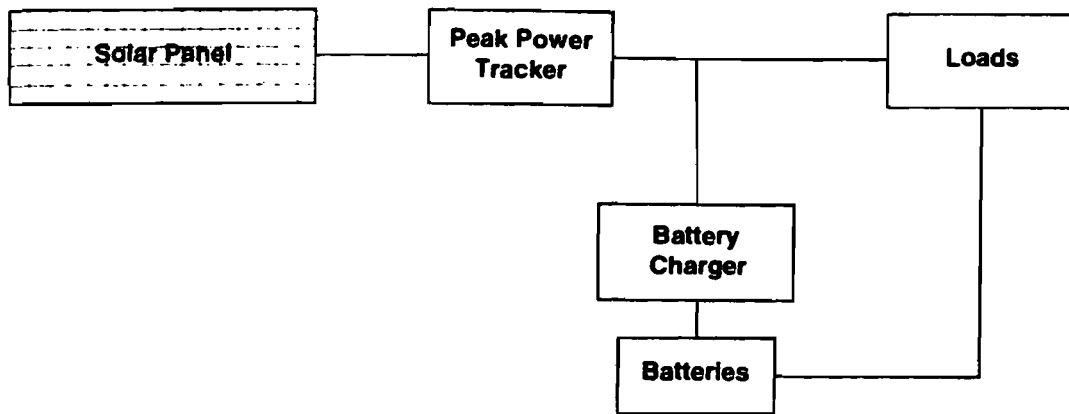 Solar Panel
Peak Power
Tracker
Loads
Battery
Charger
Batteries